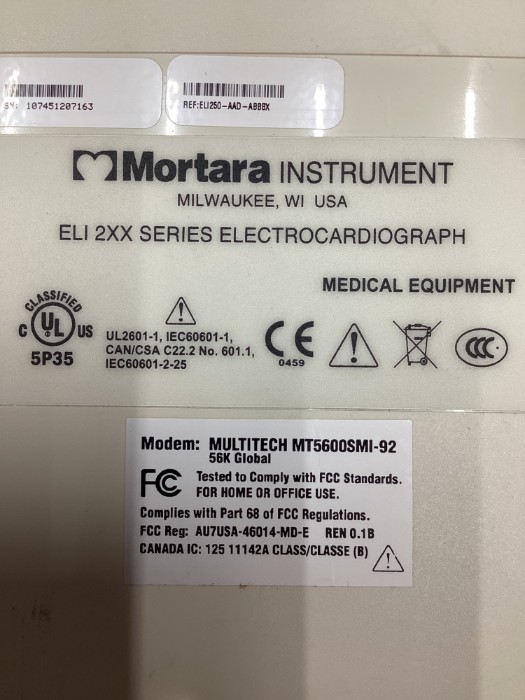 SN: 107451207163
REF:ELI250-AAD-ABBBX
Mortara INSTRUMENT
MILWAUKEE, WI USA
ELI 2XX SERIES ELECTROCARDIOGRAPH
MEDICAL EQUIPMENT
CLASSIFIED
C UL US
5P35
UL2601-1, IEC60601-1,
CAN/CSA C22.2 No. 601.1,
IEC60601-2-25
CE
0459
CCC
Modem: MULTITECH MT5600SMI-92
56K Global
FC Tested to Comply with FCC Standards.
FOR HOME OR OFFICE USE.
Complies with Part 68 of FCC Regulations.
FCC Reg: AU7USA-46014-MD-E REN 0.1B
CANADA IC: 125 11142A CLASS/CLASSE (B)